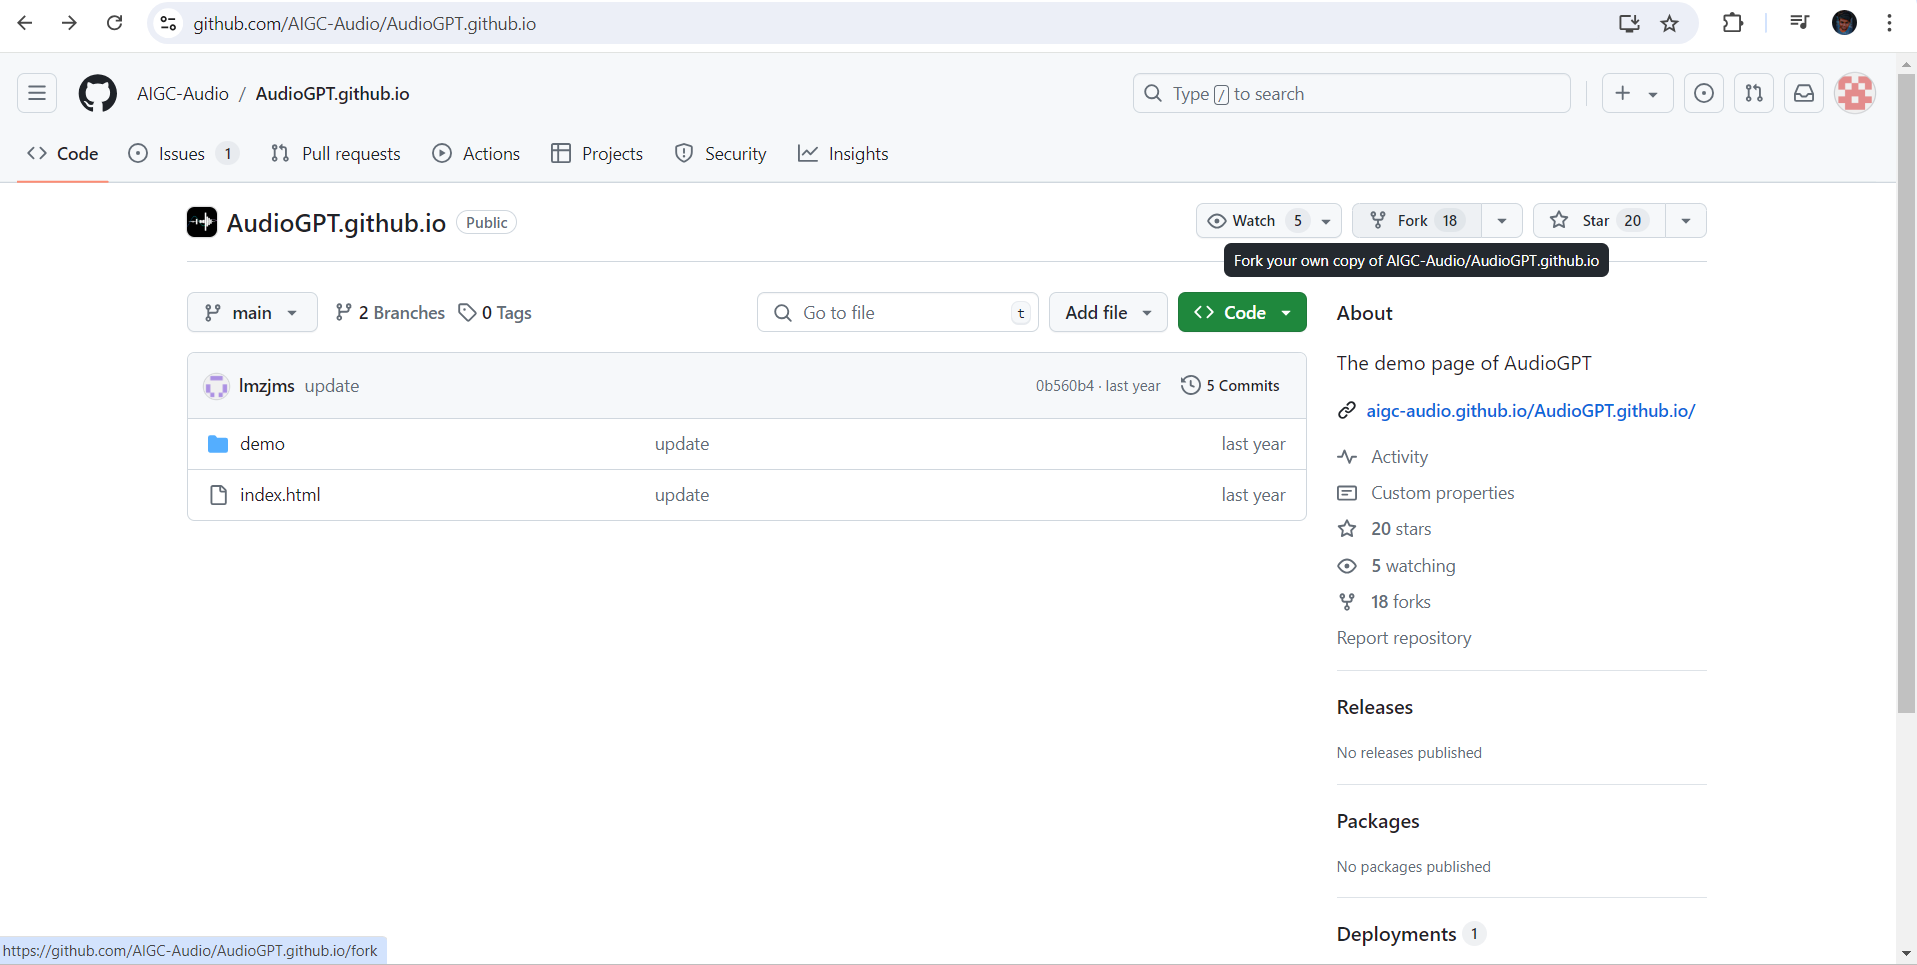 github.com/AIGC-Audio/AudioGPT.github.io
AIGC-Audio / AudioGPT.github.io
Type / to search
Code
Issues 1
Pull requests
Actions
Projects
Security
Insights
AudioGPT.github.io Public
Watch 5
Fork 18
Star 20
Fork your own copy of AIGC-Audio/AudioGPT.github.io
main
2 Branches
0 Tags
Go to file t
Add file
Code
lmzjms update
0b560b4 · last year
5 Commits
demo update last year
index.html update last year
About
The demo page of AudioGPT
aigc-audio.github.io/AudioGPT.github.io/
Activity
Custom properties
20 stars
5 watching
18 forks
Report repository
Releases
No releases published
Packages
No packages published
Deployments 1
https://github.com/AIGC-Audio/AudioGPT.github.io/fork